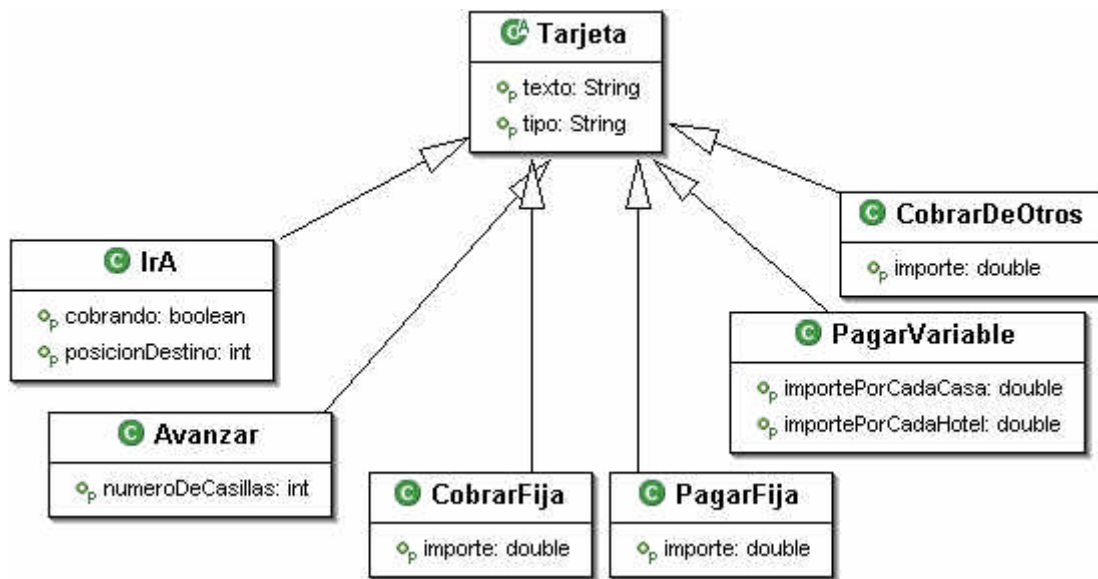 Tarjeta
texto: String
tipo: String
IrA
cobrando: boolean
posicionDestino: int
Avanzar
numeroDeCasillas: int
CobrarFija
importe: double
PagarFija
importe: double
PagarVariable
importePorCadaCasa: double
importePorCadaHotel: double
CobrarDeOtros
importe: double